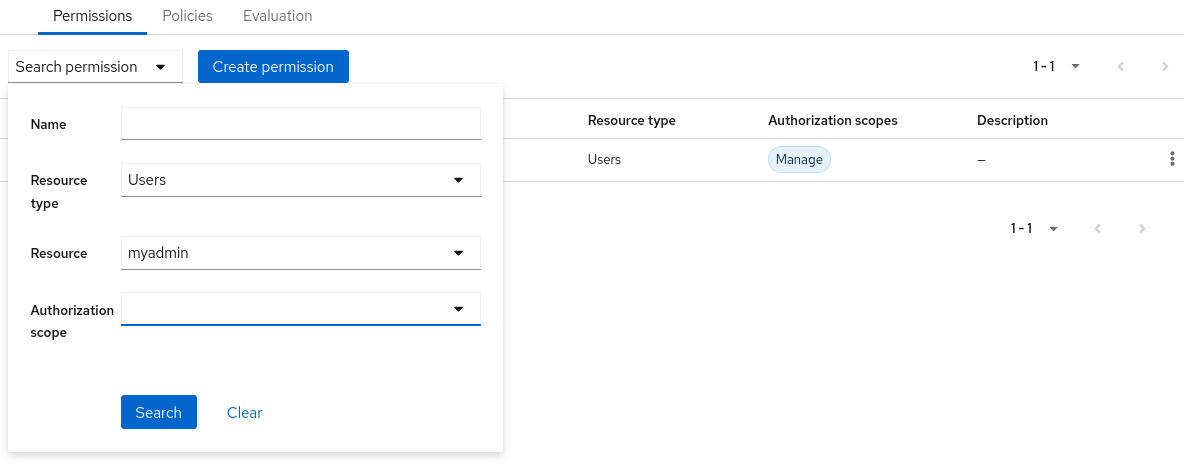 Permissions Policies Evaluation
Search permission Create permission 1 - 1
Name
Resource type Authorization scopes Description
Users Manage –
Resource
type
Users
Resource myadmin
Authorization
scope
Search Clear
1 - 1